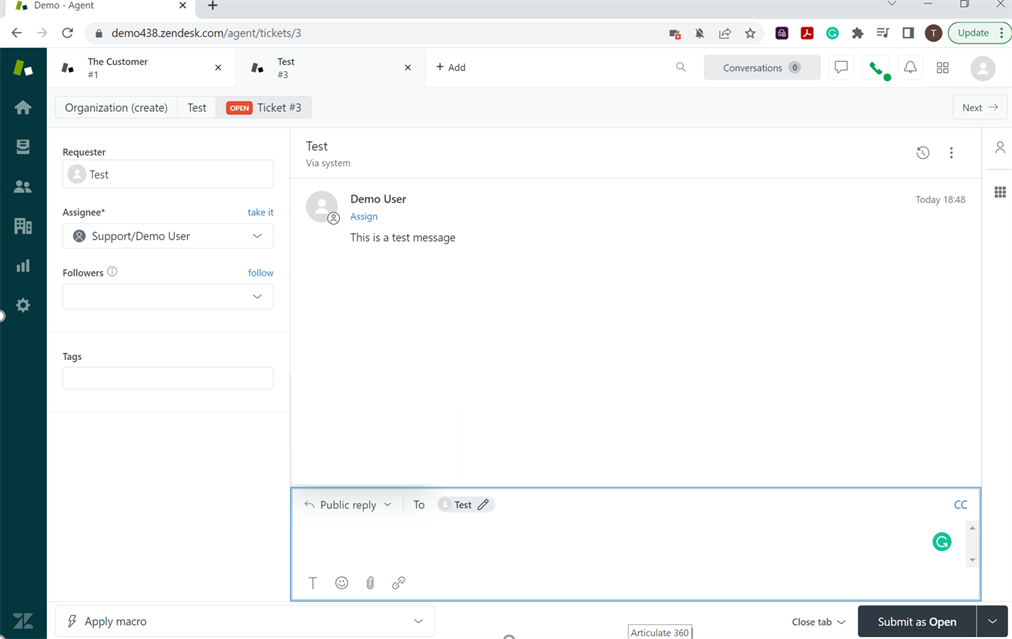 Demo - Agent
demo438.zendesk.com/agent/tickets/3
T
Update
The Customer
#1
Test
#3
+ Add
Conversations 0
Organization (create)
Test
OPEN Ticket #3
Next
Requester
Test
Assignee*
take it
Support/Demo User
Followers
follow
Tags
Test
Via system
Demo User
Today 18:48
Assign
This is a test message
Public reply
To
Test
CC
T
Apply macro
Close tab
Submit as Open
Articulate 360